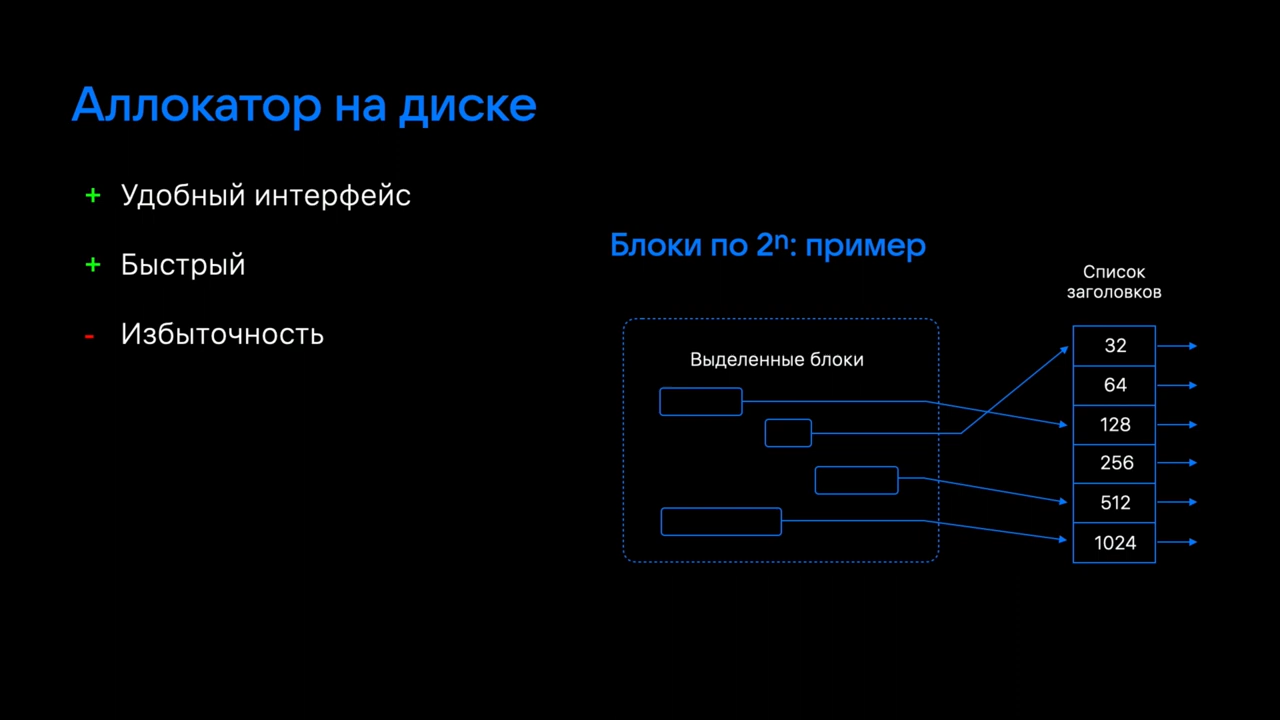 Аллокатор на диске
+ Удобный интерфейс
+ Быстрый
- Избыточность
Блоки по 2ⁿ: пример
Список
заголовков
Выделенные блоки
32
64
128
256
512
1024